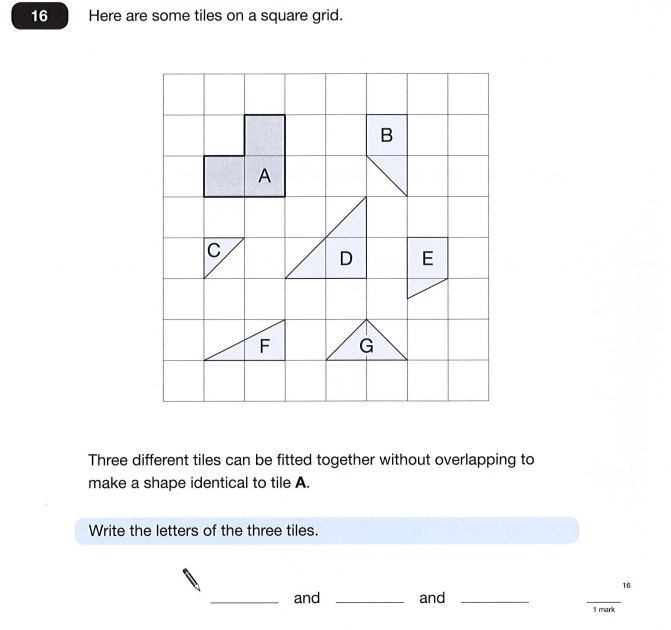 16 Here are some tiles on a square grid.
A
B
C
D
E
F
G
Three different tiles can be fitted together without overlapping to
make a shape identical to tile A.
Write the letters of the three tiles.
and and
16
1 mark